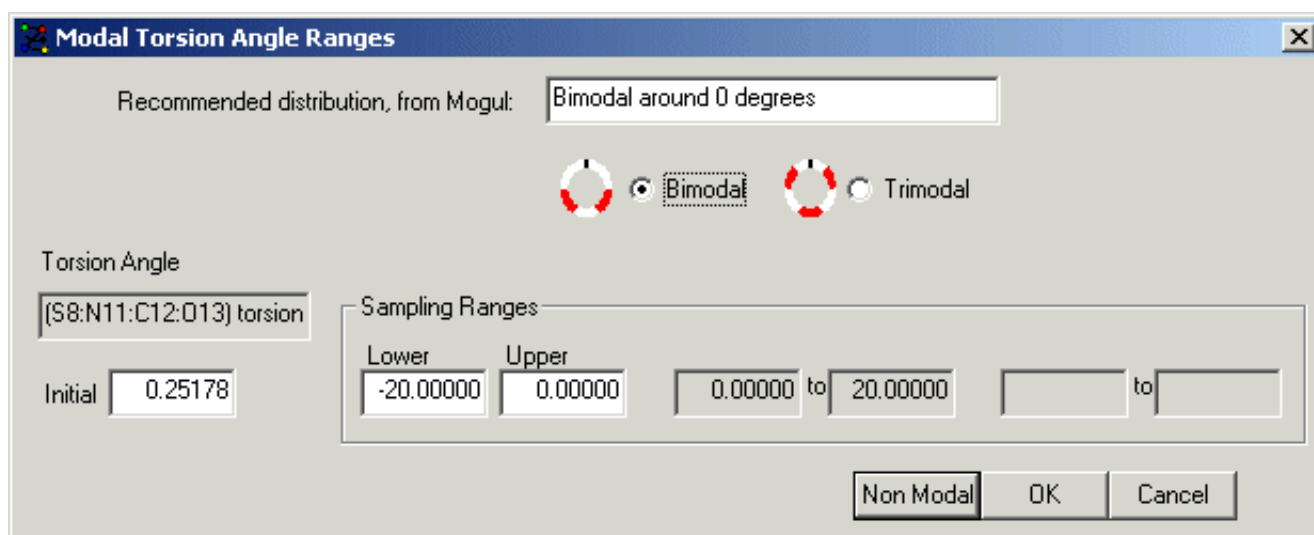 Modal Torsion Angle Ranges
Recommended distribution, from Mogul: Bimodal around 0 degrees
Bimodal Trimodal
Torsion Angle
(S8:N11:C12:O13) torsion
Sampling Ranges
Lower Upper
Initial 0.25178 -20.00000 0.00000 0.00000 to 20.00000 to
Non Modal OK Cancel